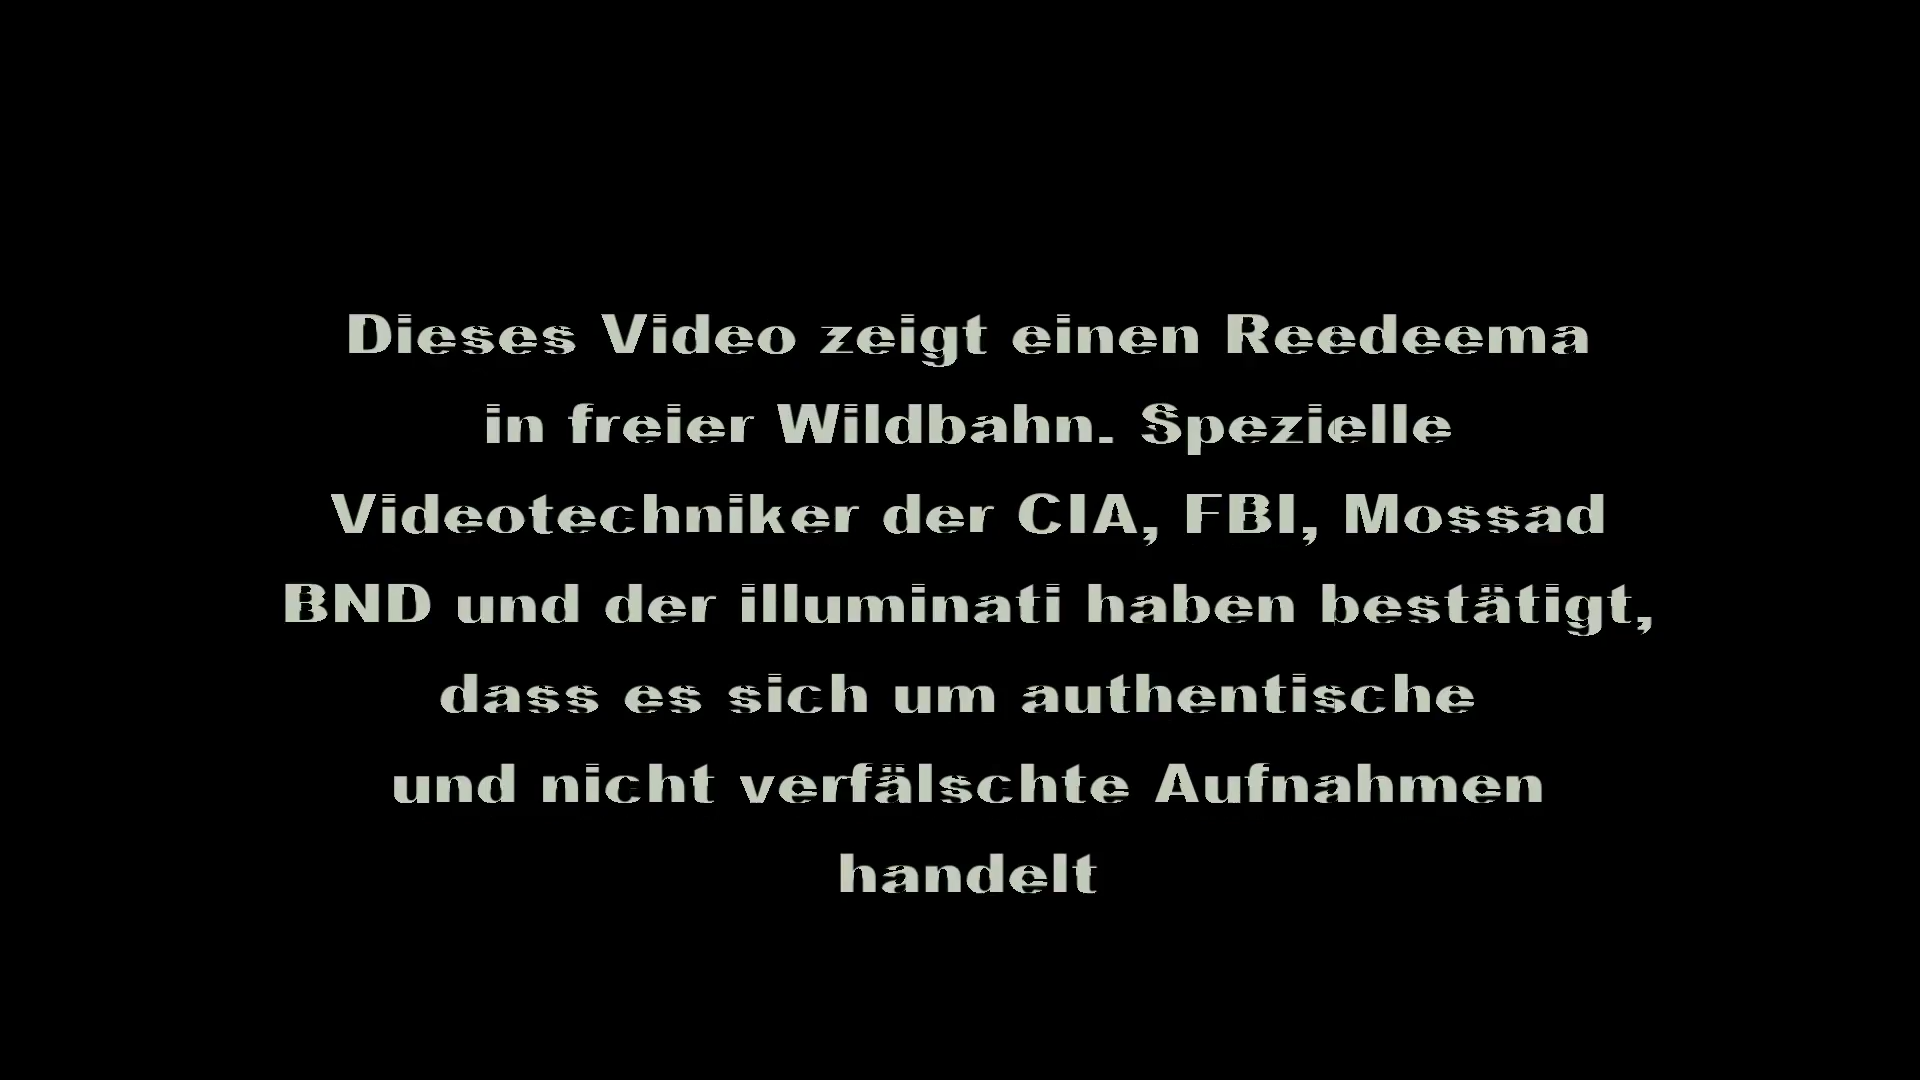 Dieses Video zeigt einen Reedeema
in freier Wildbahn. Spezielle
Videotechniker der CIA, FBI, Mossad
BND und der illuminati haben bestätigt,
dass es sich um authentische
und nicht verfälschte Aufnahmen
handelt